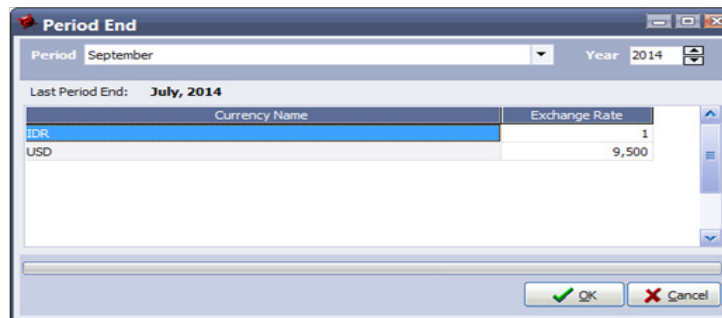 Period End
Period September Year 2014
Last Period End: July, 2014
Currency Name Exchange Rate
IDR 1
USD 9,500
OK Cancel